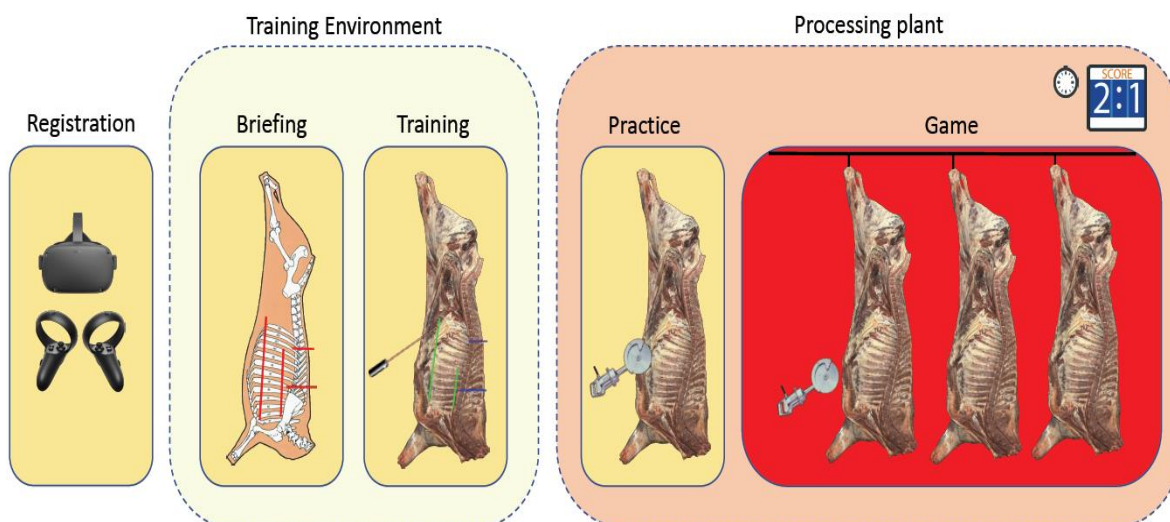 Training Environment
Processing plant
Registration
Briefing
Training
Practice
Game
SCORE
2:1